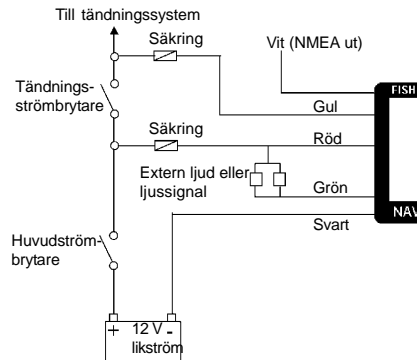 Till tändningssystem
Säkring
Vit (NMEA ut)
FISH
Tändnings-
strömbrytare
Gul
Säkring
Röd
Extern ljud eller
ljussignal
Grön
NAV
Svart
Huvudström-
brytare
+ 12 V -
likström